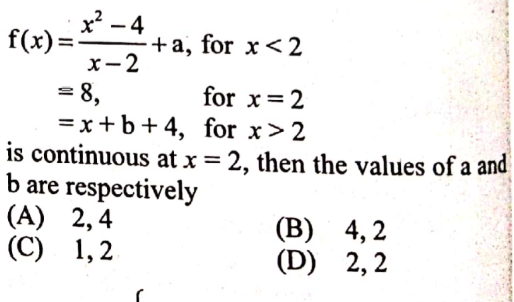 f(x) = \frac{x² − 4}{x − 2} + a, for x < 2
= 8, for x = 2
= x + b + 4, for x > 2
is continuous at x = 2, then the values of a and
b are respectively
(A) 2, 4 (B) 4, 2
(C) 1, 2 (D) 2, 2